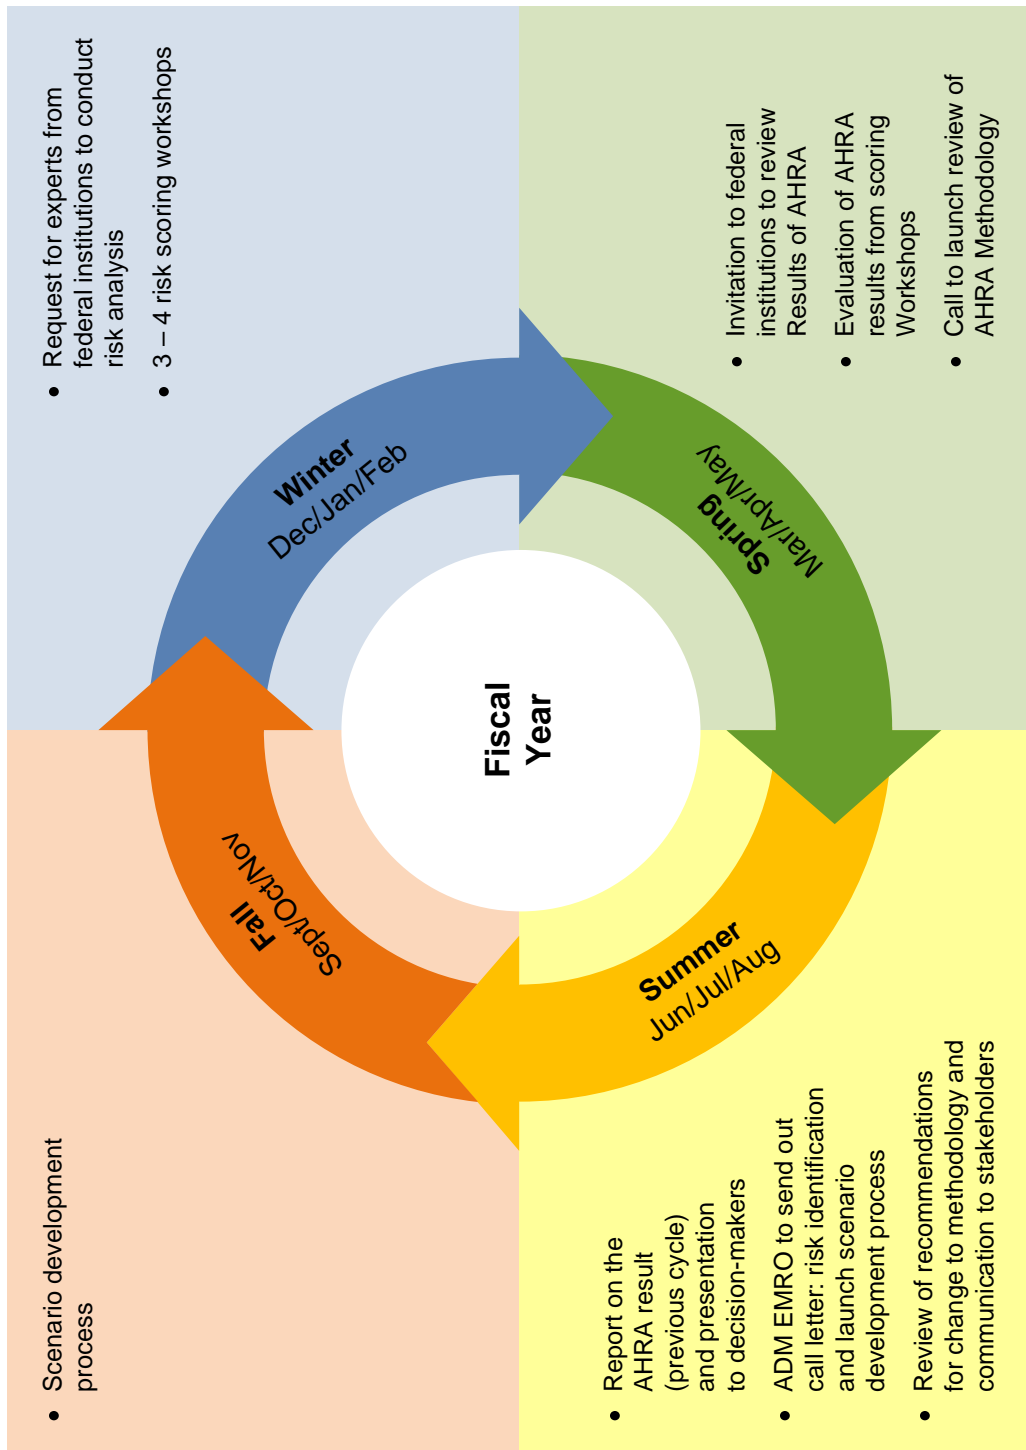 Scenario development
process
Request for experts from
federal institutions to conduct
risk analysis
3 – 4 risk scoring workshops
Fall
Sept/Oct/Nov
Winter
Dec/Jan/Feb
Fiscal
Year
Summer
Jun/Jul/Aug
Spring
Mar/Apr/May
Report on the
AHRA result
(previous cycle)
and presentation
to decision-makers
ADM EMRO to send out
call letter: risk identification
and launch scenario
development process
Review of recommendations
for change to methodology and
communication to stakeholders
Invitation to federal
institutions to review
Results of AHRA
Evaluation of AHRA
results from scoring
Workshops
Call to launch review of
AHRA Methodology